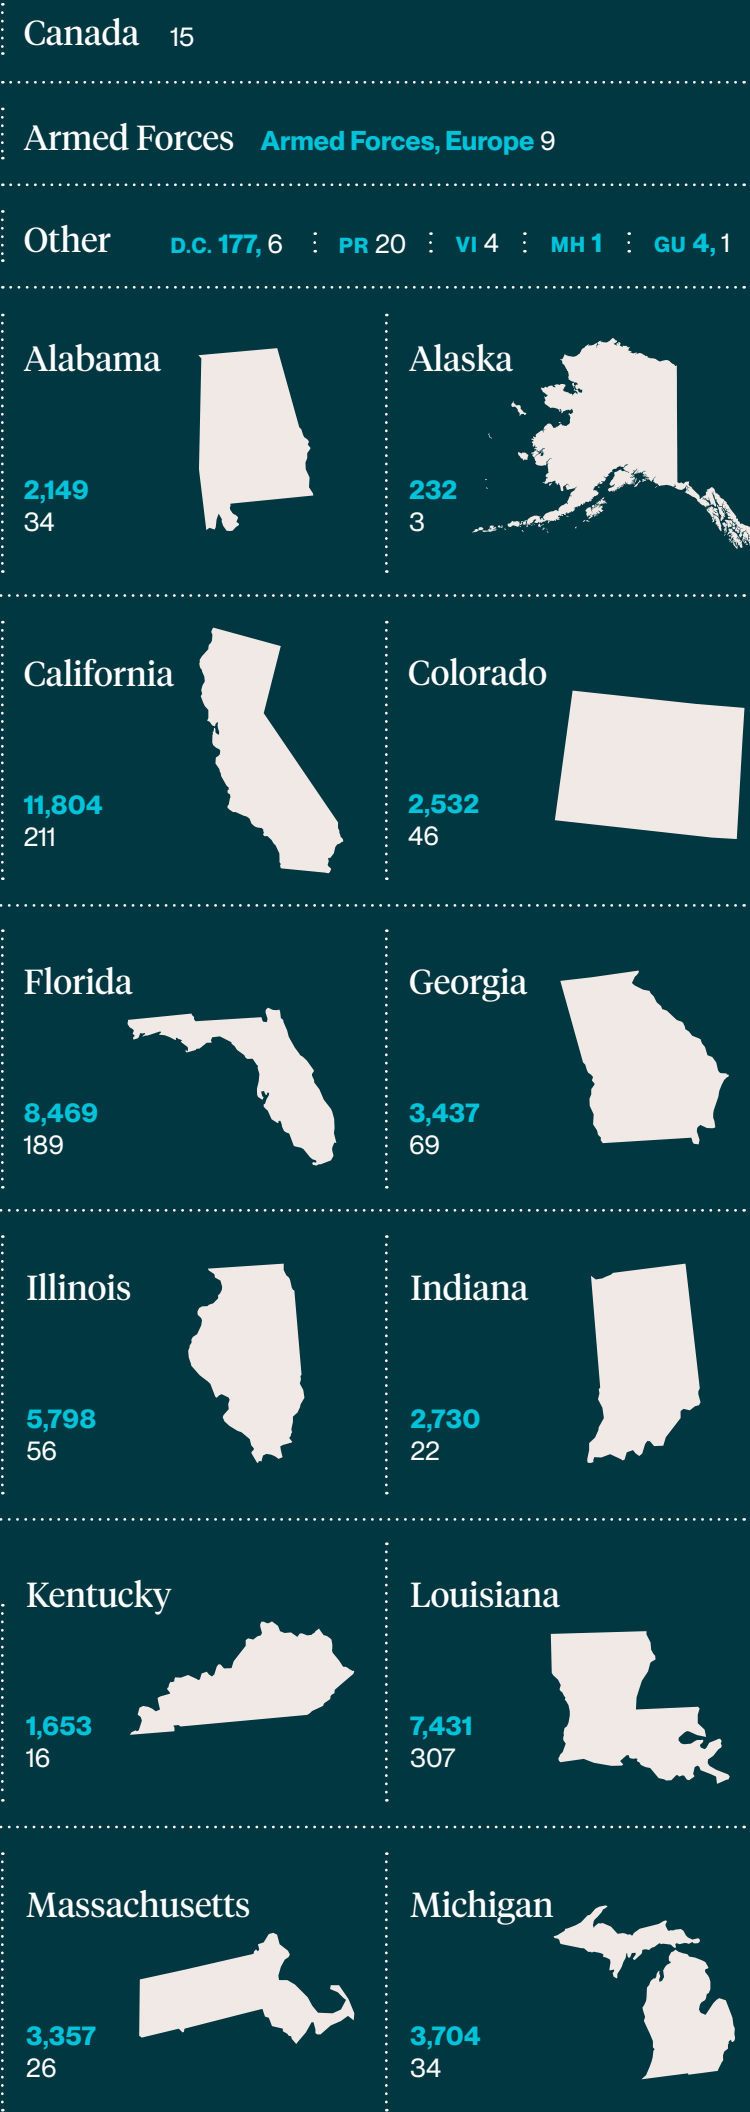 Canada 15
Armed Forces Armed Forces, Europe 9
Other D.C. 177, 6 PR 20 VI 4 MH 1 GU 4, 1
Alabama
2,149
34
Alaska
232
3
California
11,804
211
Colorado
2,532
46
Florida
8,469
189
Georgia
3,437
69
Illinois
5,798
56
Indiana
2,730
22
Kentucky
1,653
16
Louisiana
7,431
307
Massachusetts
3,357
26
Michigan
3,704
34